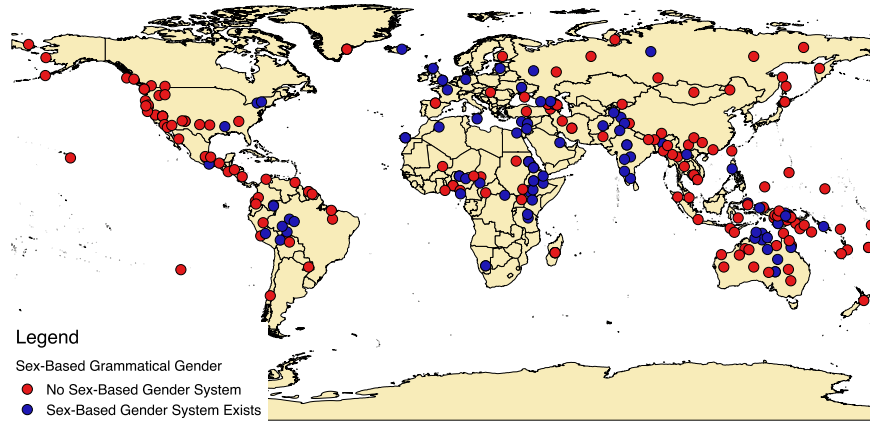 Legend
Sex-Based Grammatical Gender
No Sex-Based Gender System
Sex-Based Gender System Exists